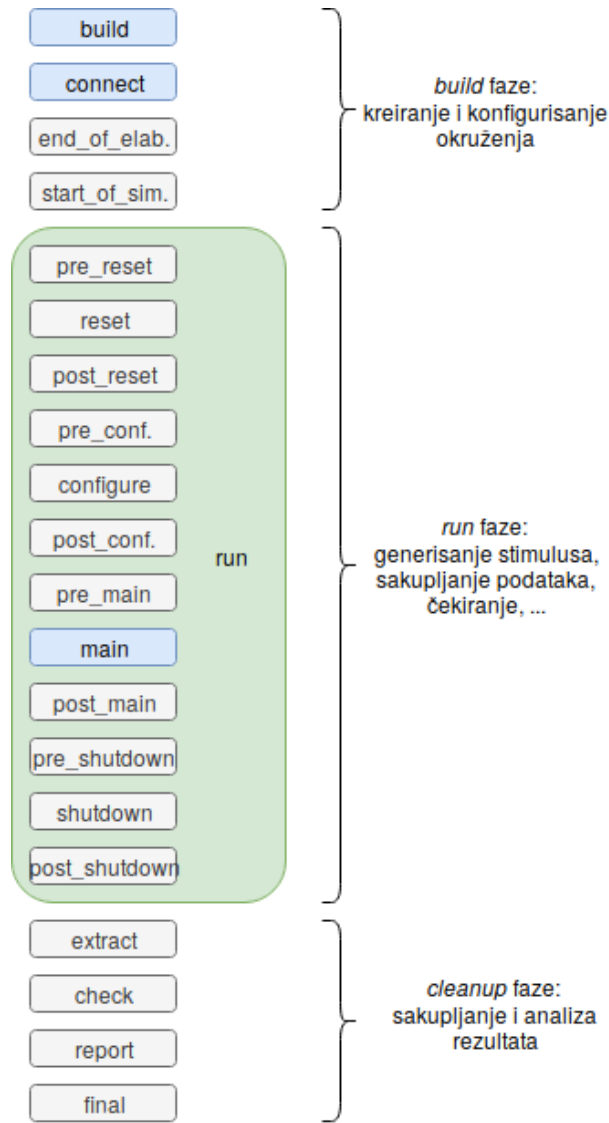 build
connect
end_of_elab.
start_of_sim.
build faze:
kreiranje i konfigurisanje
okruženja
pre_reset
reset
post_reset
pre_conf.
configure
post_conf.
pre_main
main
post_main
pre_shutdown
shutdown
post_shutdown
run
run faze:
generisanje stimulusa,
sakupljanje podataka,
čekiranje, ...
extract
check
report
final
cleanup faze:
sakupljanje i analiza
rezultata